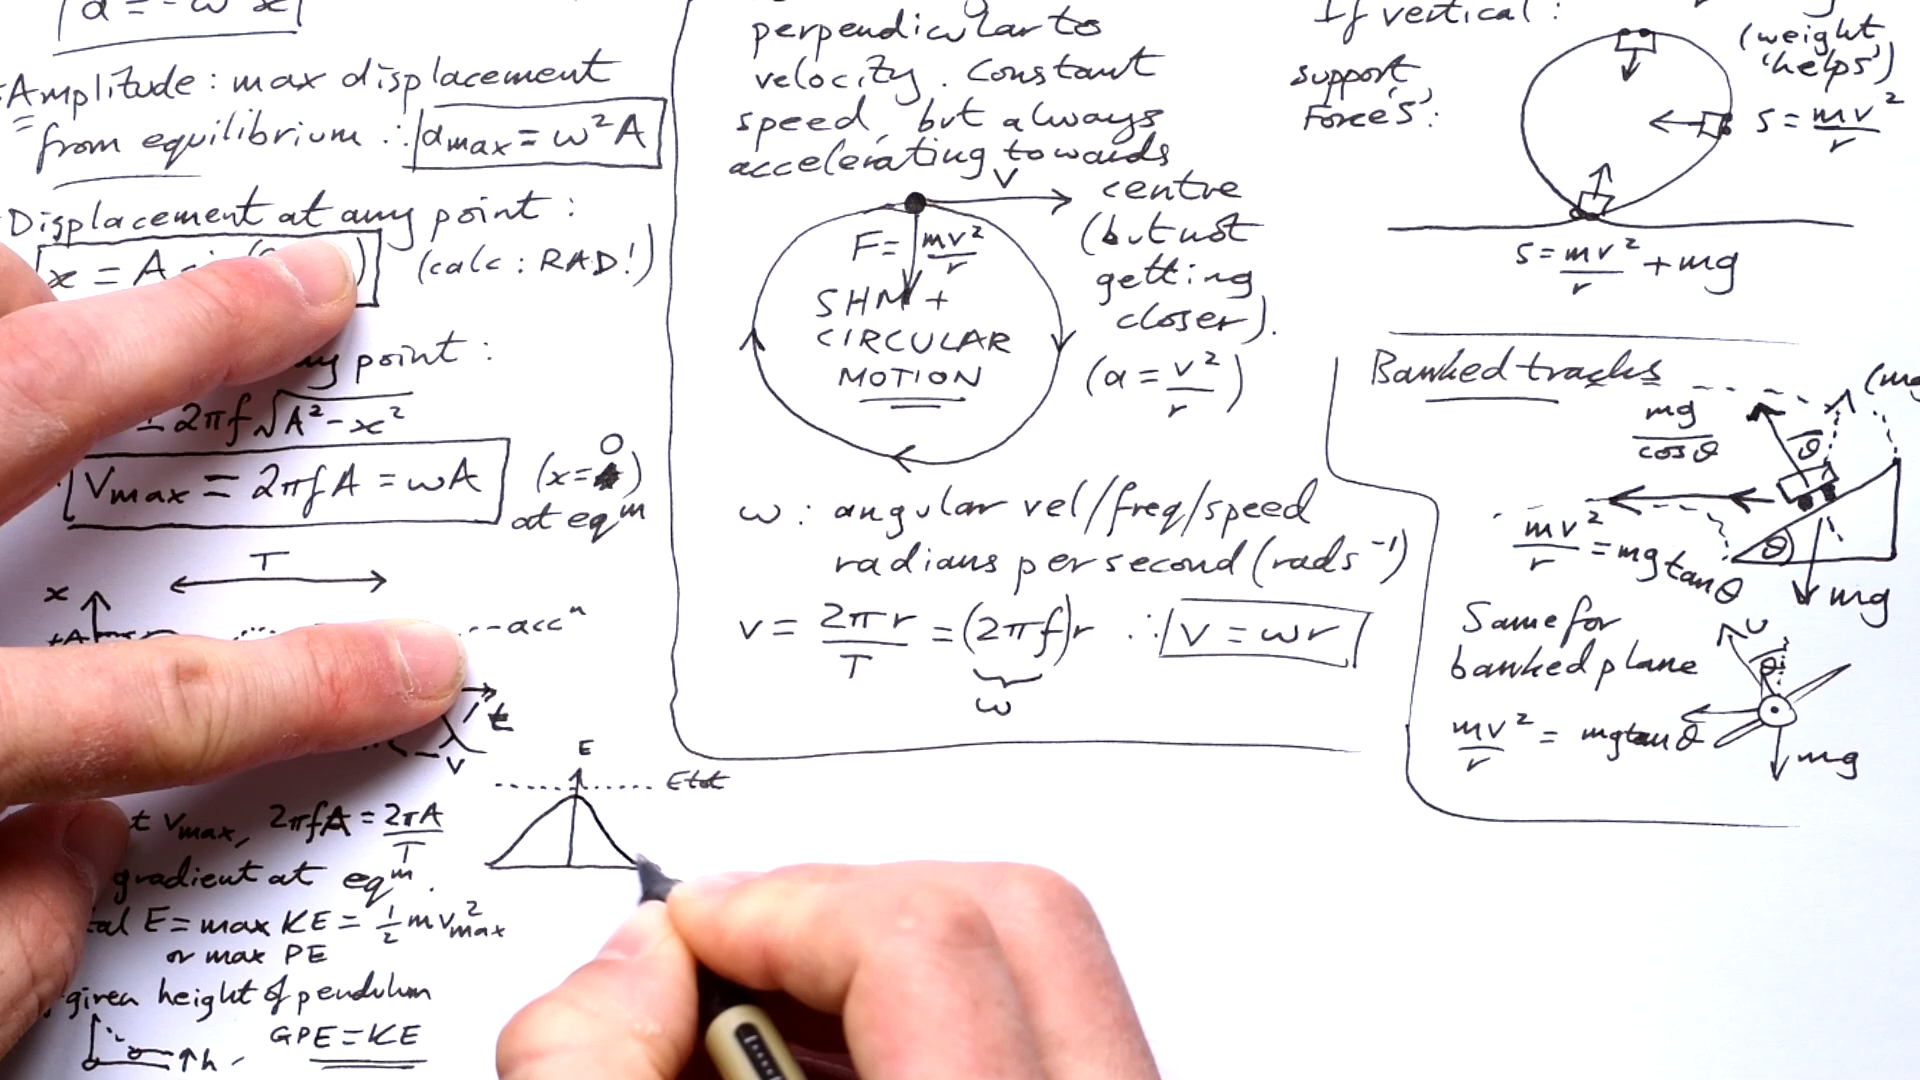 a = -ω²x
Amplitude: max displacement
from equilibrium ∴ amax = ω²A
Displacement at any point:
x = A
(calc: RAD!)
any point:
± 2πf√A²-x²
Vmax = 2πfA = ωA
(x=0)
at eqᵐ
T
x
+A
accⁿ
t
v
t vmax, 2πfA = 2πA/T
gradient at eqᵐ.
E = max KE = ½mv²max
or max PE
given height of pendulum
GPE = KE
↑h
E
Etot
perpendicular to
velocity. Constant
speed, but always
accelerating towards
centre
(but not
getting
closer).
(a = v²/r)
V
F = mv²/r
SHM +
CIRCULAR
MOTION
ω: angular vel/freq/speed
radians per second (rads⁻¹)
v = 2πr/T = (2πf)r ∴ v = ωr
ω
If vertical:
support
Force 'S':
(weight
'helps')
S = mv²/r
S = mv²/r + mg
Banked tracks
mg/cosθ
θ
mv²/r = mg tanθ
θ
mg
Same for
banked plane
mv²/r = mg tanθ
θ
mg